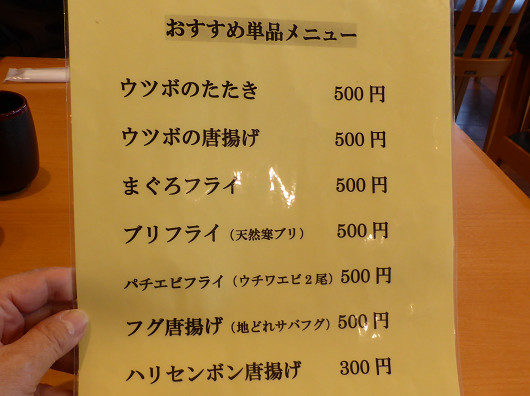 おすすめ単品メニュー
ウツボのたたき 500円
ウツボの唐揚げ 500円
まぐろフライ 500円
ブリフライ（天然寒ブリ） 500円
パチエビフライ（ウチワエビ２尾） 500円
フグ唐揚げ（地どれサバフグ） 500円
ハリセンボン唐揚げ 300円